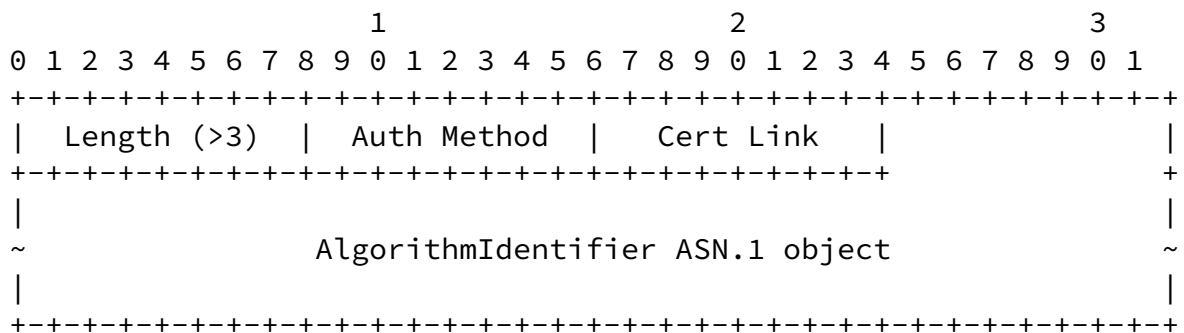 1                   2                   3
 0 1 2 3 4 5 6 7 8 9 0 1 2 3 4 5 6 7 8 9 0 1 2 3 4 5 6 7 8 9 0 1
+-+-+-+-+-+-+-+-+-+-+-+-+-+-+-+-+-+-+-+-+-+-+-+-+-+-+-+-+-+-+-+-+
|  Length (>3)  |  Auth Method  |   Cert Link   |               |
+-+-+-+-+-+-+-+-+-+-+-+-+-+-+-+-+-+-+-+-+-+-+-+-+               +
|                                                               |
~                AlgorithmIdentifier ASN.1 object               ~
|                                                               |
+-+-+-+-+-+-+-+-+-+-+-+-+-+-+-+-+-+-+-+-+-+-+-+-+-+-+-+-+-+-+-+-+